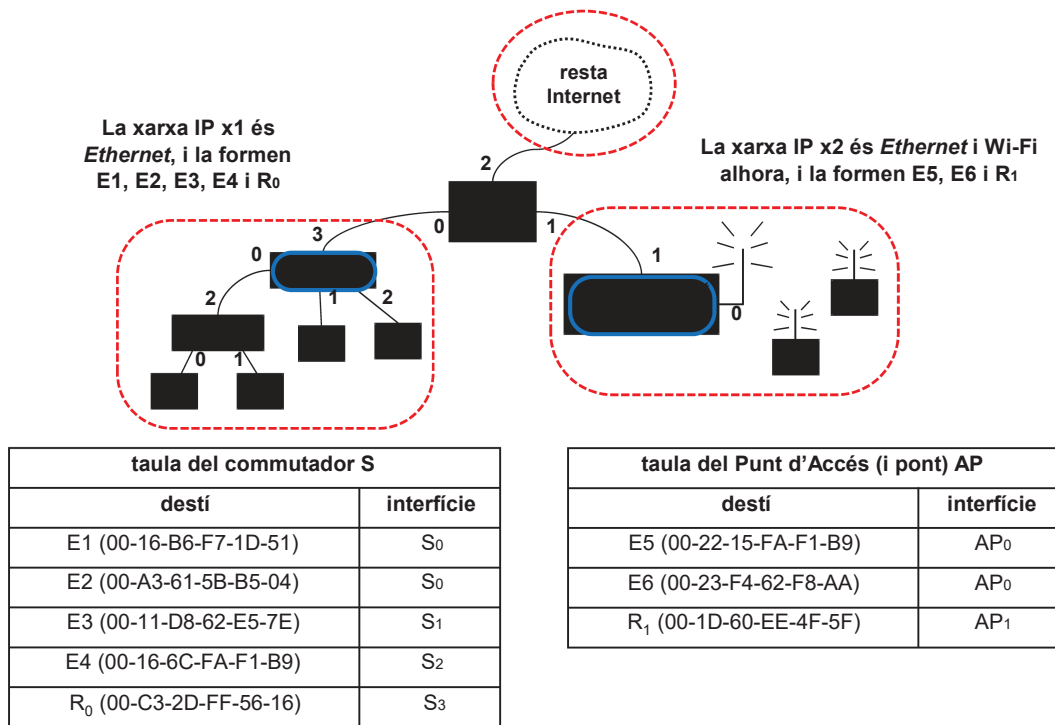 resta
Internet
La xarxa IP x1 és
Ethernet, i la formen
E1, E2, E3, E4 i R0
La xarxa IP x2 és Ethernet i Wi-Fi
alhora, i la formen E5, E6 i R1
2
0
1
3
0
1
2
2
0
1
1
0
taula del commutador S
destí interfície
E1 (00-16-B6-F7-1D-51) S0
E2 (00-A3-61-5B-B5-04) S0
E3 (00-11-D8-62-E5-7E) S1
E4 (00-16-6C-FA-F1-B9) S2
R0 (00-C3-2D-FF-56-16) S3
taula del Punt d'Accés (i pont) AP
destí interfície
E5 (00-22-15-FA-F1-B9) AP0
E6 (00-23-F4-62-F8-AA) AP0
R1 (00-1D-60-EE-4F-5F) AP1